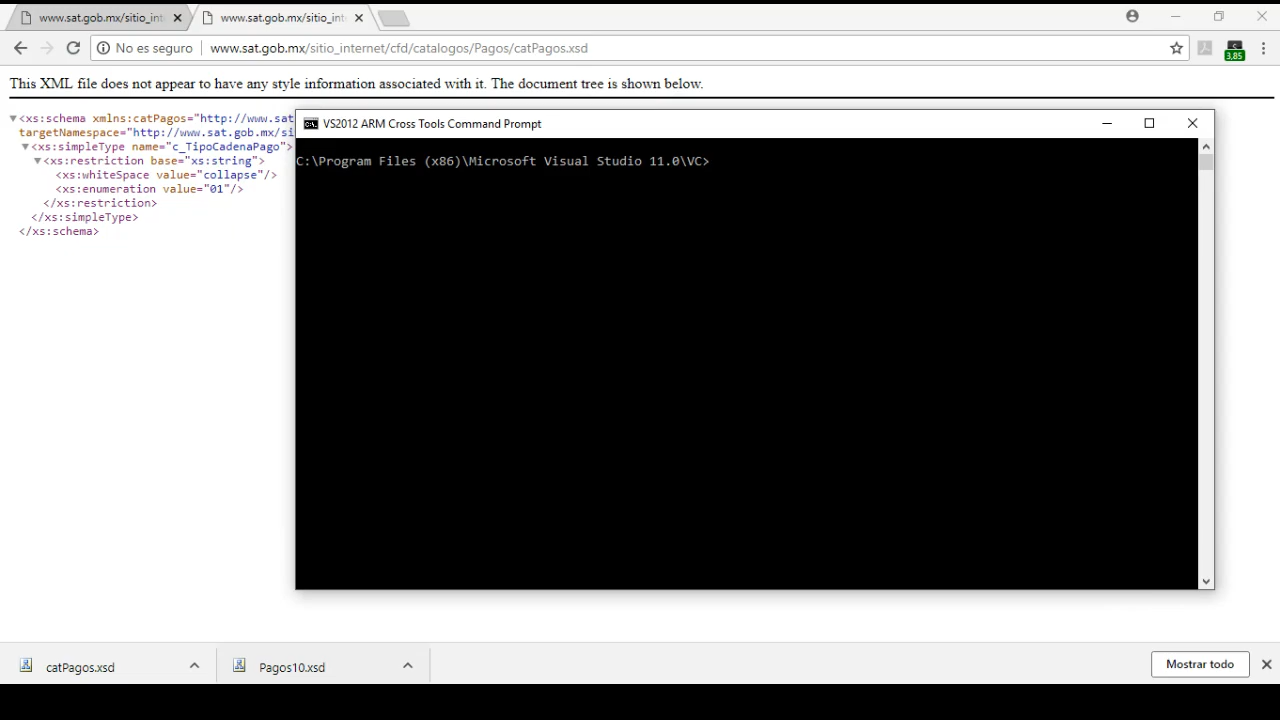 www.sat.gob.mx/sitio_int
www.sat.gob.mx/sitio_int
No es seguro www.sat.gob.mx/sitio_internet/cfd/catalogos/Pagos/catPagos.xsd
3,85
This XML file does not appear to have any style information associated with it. The document tree is shown below.
<xs:schema xmlns:catPagos="http://www.sat
targetNamespace="http://www.sat.gob.mx/si
<xs:simpleType name="c_TipoCadenaPago">
<xs:restriction base="xs:string">
<xs:whiteSpace value="collapse"/>
<xs:enumeration value="01"/>
</xs:restriction>
</xs:simpleType>
</xs:schema>
VS2012 ARM Cross Tools Command Prompt
C:\Program Files (x86)\Microsoft Visual Studio 11.0\VC>
catPagos.xsd
Pagos10.xsd
Mostrar todo